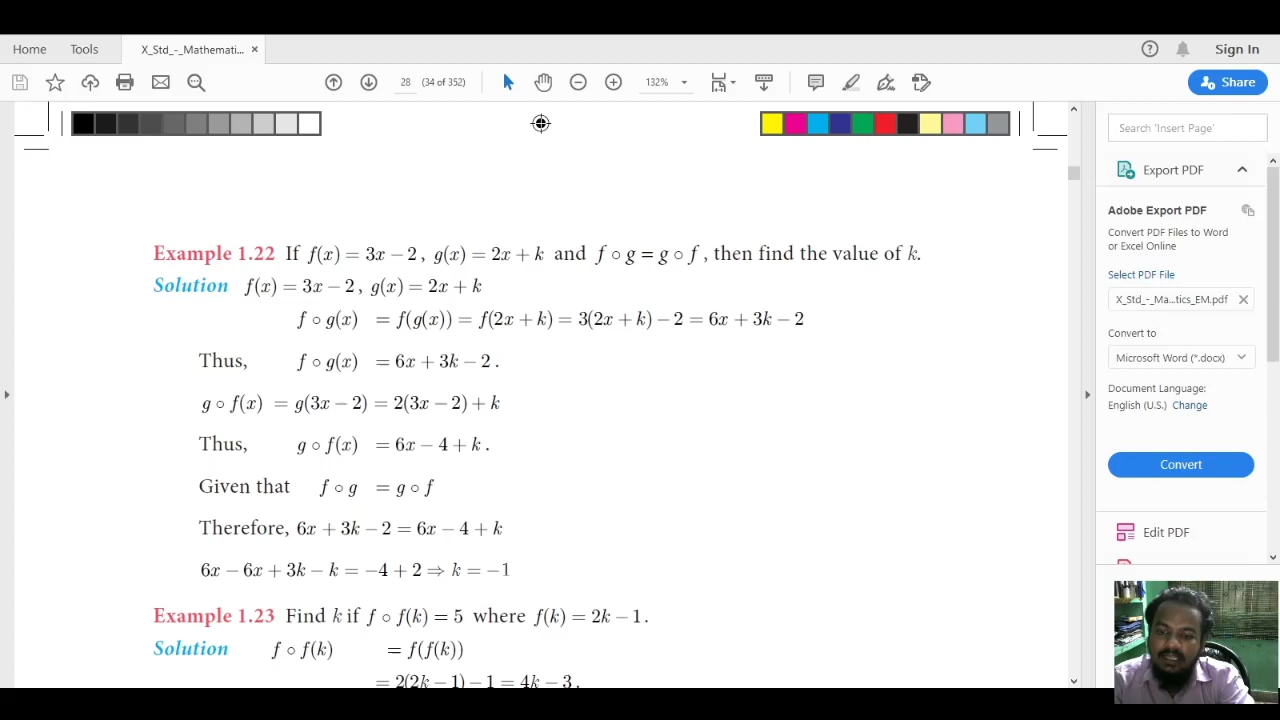 Home Tools X_Std_-_Mathemati... × Sign In
28 (34 of 352) 132% Share
Search 'Insert Page'
Export PDF
Adobe Export PDF
Convert PDF Files to Word
or Excel Online
Select PDF File
X_Std_-_Ma...tics_EM.pdf ×
Convert to
Microsoft Word (*.docx)
Document Language:
English (U.S.) Change
Convert
Edit PDF
Example 1.22 If f(x) = 3x − 2, g(x) = 2x + k and f ∘ g = g ∘ f, then find the value of k.
Solution f(x) = 3x − 2, g(x) = 2x + k
f ∘ g(x) = f(g(x)) = f(2x + k) = 3(2x + k) − 2 = 6x + 3k − 2
Thus, f ∘ g(x) = 6x + 3k − 2.
g ∘ f(x) = g(3x − 2) = 2(3x − 2) + k
Thus, g ∘ f(x) = 6x − 4 + k.
Given that f ∘ g = g ∘ f
Therefore, 6x + 3k − 2 = 6x − 4 + k
6x − 6x + 3k − k = −4 + 2 ⇒ k = −1
Example 1.23 Find k if f ∘ f(k) = 5 where f(k) = 2k − 1.
Solution f ∘ f(k) = f(f(k))
= 2(2k − 1) − 1 = 4k − 3.